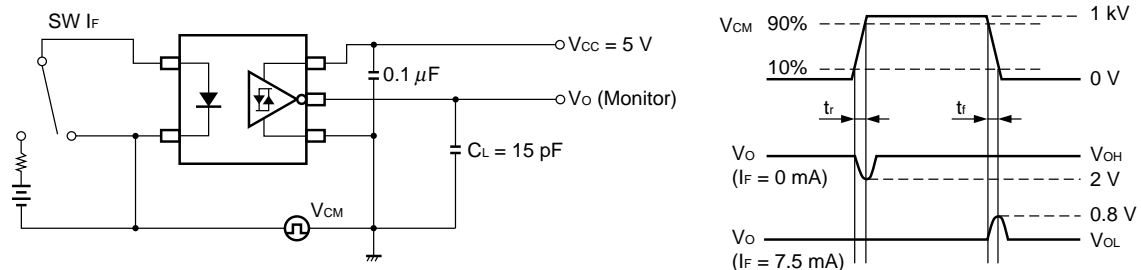 SW IF
VCC = 5 V
0.1 μF
VO (Monitor)
CL = 15 pF
VCM
1 kV
VCM 90%
10%
0 V
tr
tf
VO
(IF = 0 mA)
VOH
2 V
0.8 V
VO
(IF = 7.5 mA)
VOL